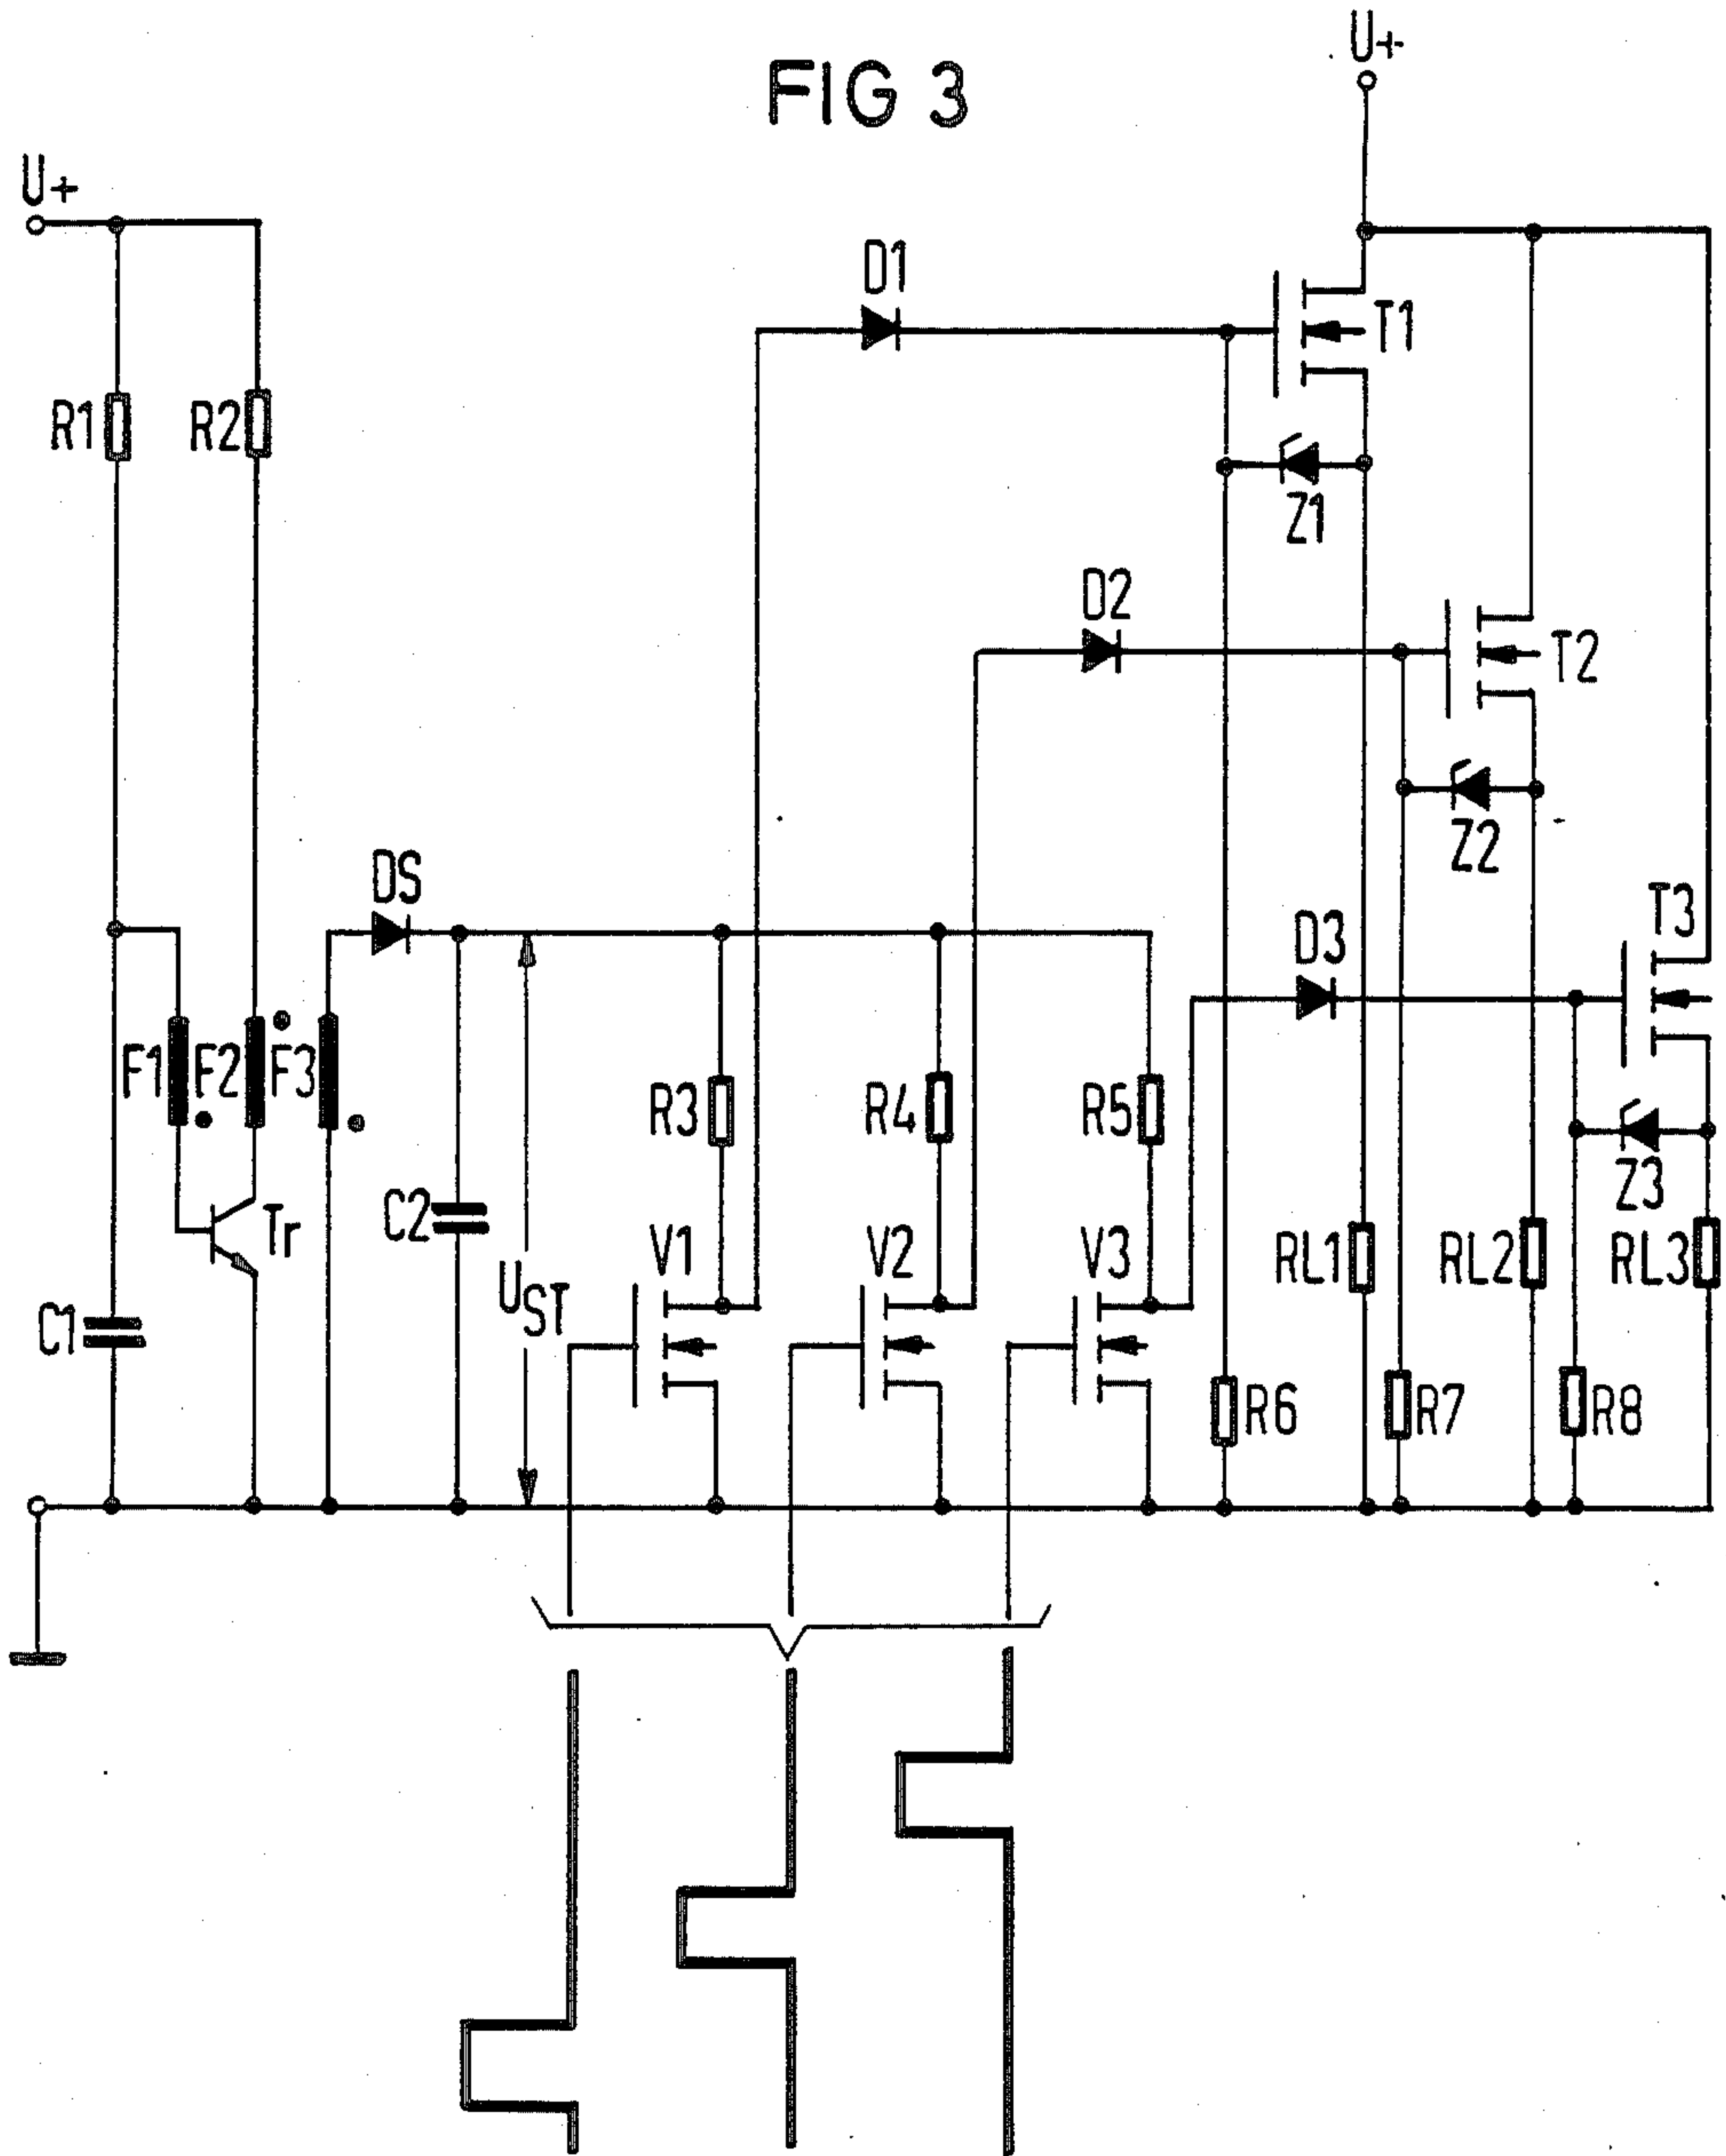 FIG 3
U+
U+
D1
T1
R1
R2
Z1
D2
T2
Z2
DS
T3
D3
F1
F2
F3
R3
R4
R5
Z3
C2
Tr
V1
V2
V3
RL1
RL2
RL3
UST
C1
R6
R7
R8